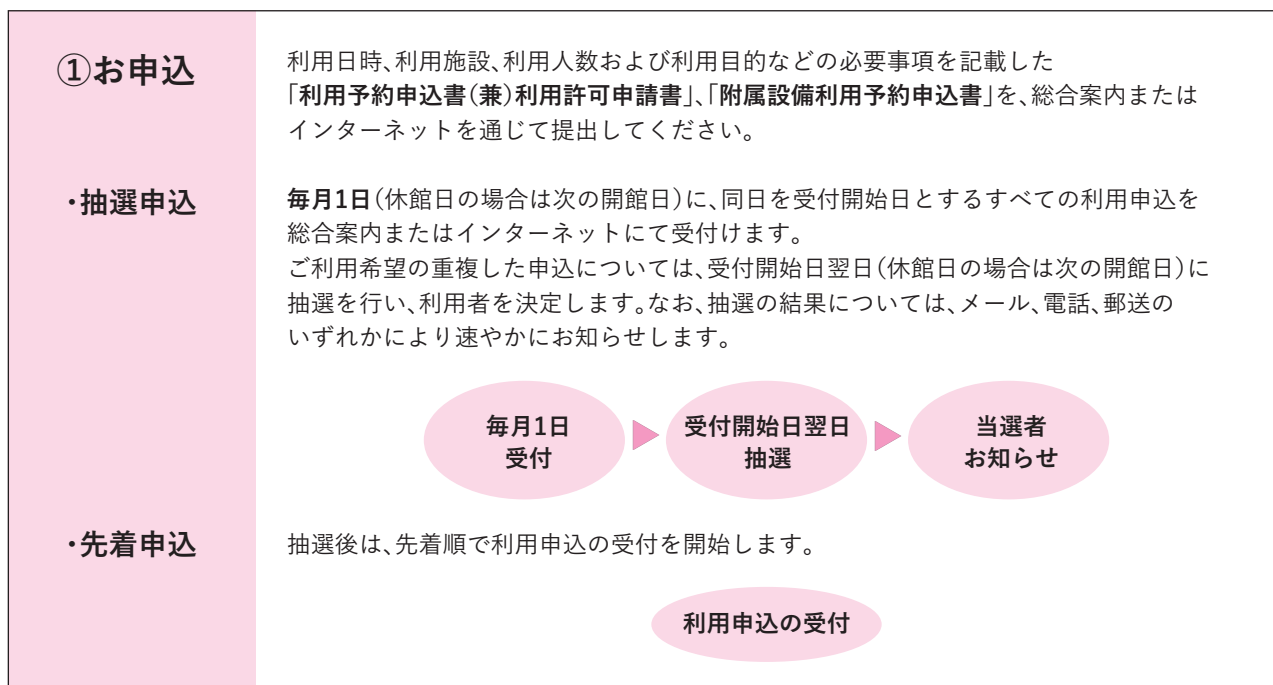 ①お申込
利用日時、利用施設、利用人数および利用目的などの必要事項を記載した
「利用予約申込書(兼)利用許可申請書」、「附属設備利用予約申込書」を、総合案内または
インターネットを通じて提出してください。
・抽選申込
毎月1日(休館日の場合は次の開館日)に、同日を受付開始日とするすべての利用申込を
総合案内またはインターネットにて受付けます。
ご利用希望の重複した申込については、受付開始日翌日(休館日の場合は次の開館日)に
抽選を行い、利用者を決定します。なお、抽選の結果については、メール、電話、郵送の
いずれかにより速やかにお知らせします。
毎月1日
受付
受付開始日翌日
抽選
当選者
お知らせ
・先着申込
抽選後は、先着順で利用申込の受付を開始します。
利用申込の受付